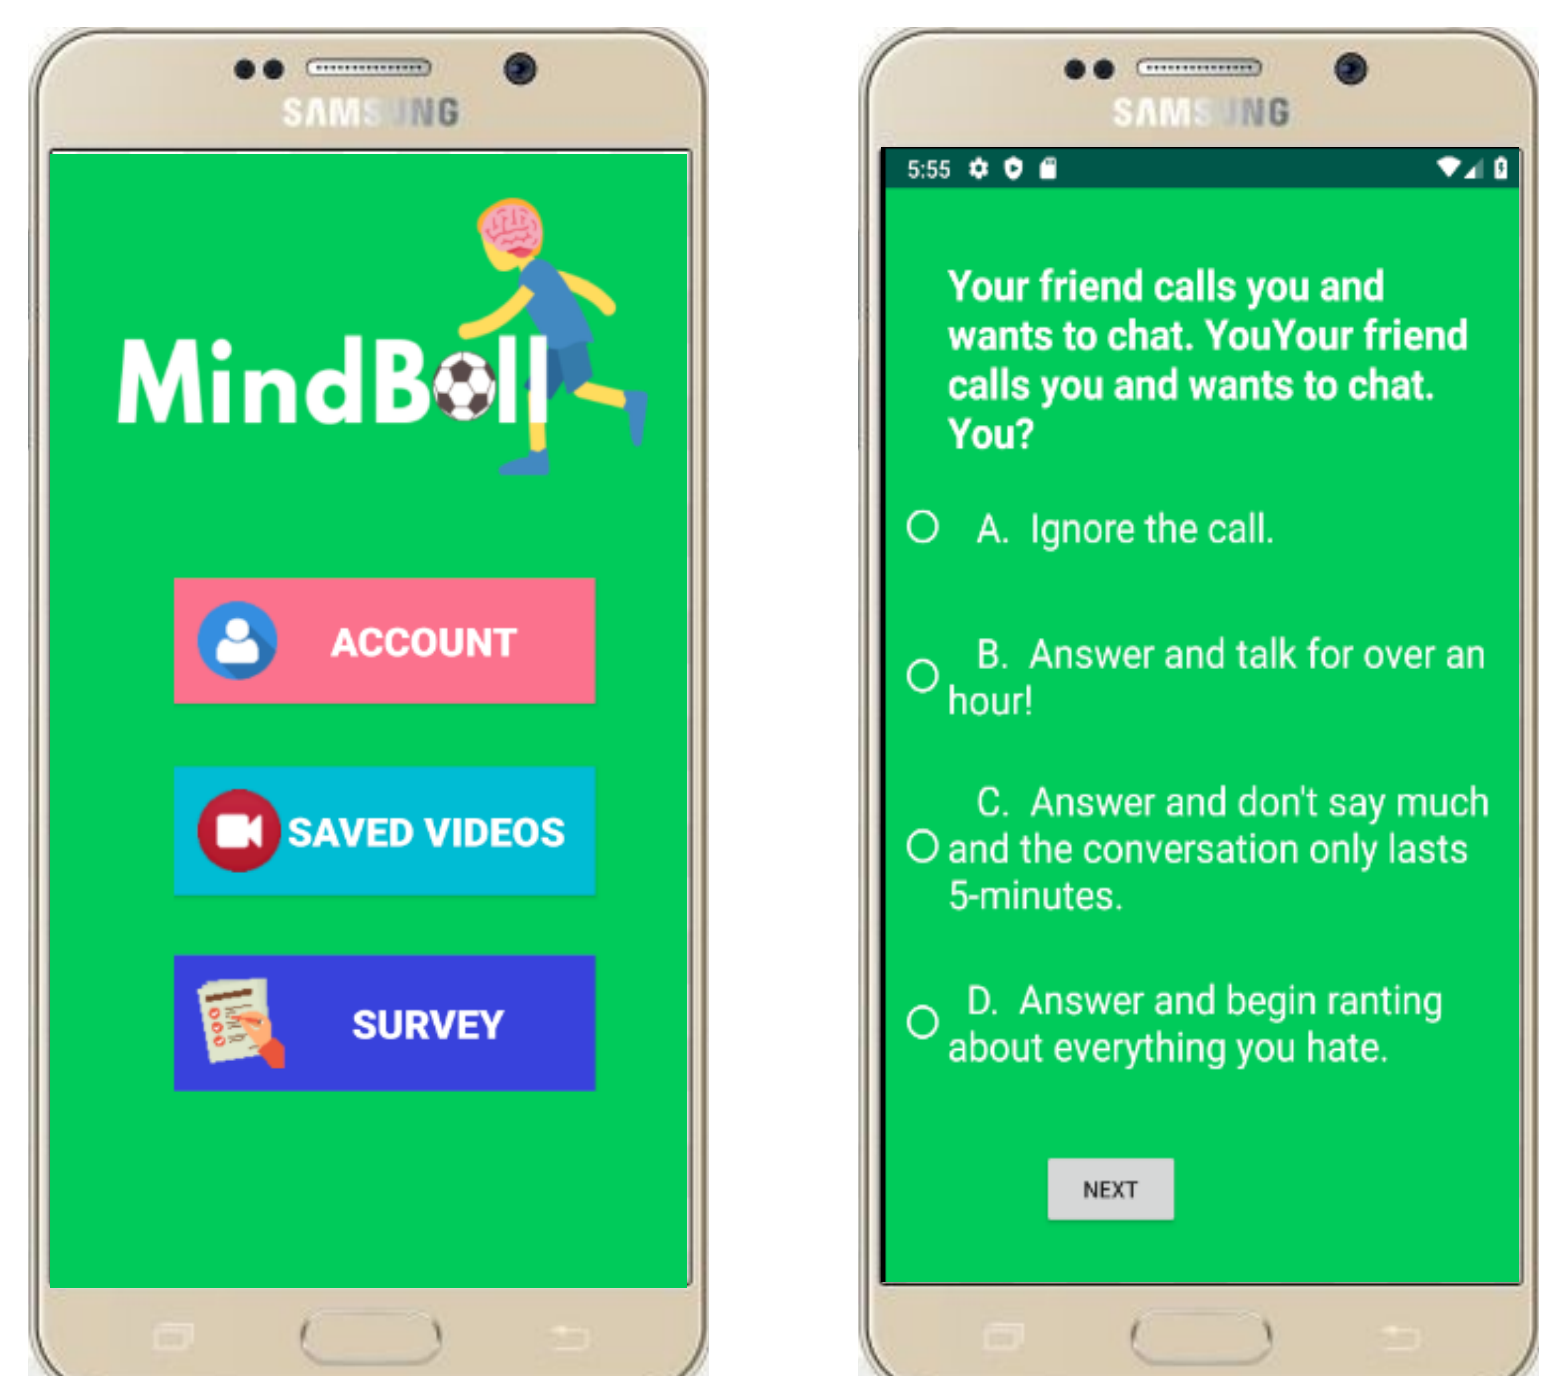 SAMSUNG
MindBall
ACCOUNT
SAVED VIDEOS
SURVEY
SAMSUNG
5:55
Your friend calls you and
wants to chat. YouYour friend
calls you and wants to chat.
You?
A. Ignore the call.
B. Answer and talk for over an
hour!
C. Answer and don't say much
and the conversation only lasts
5-minutes.
D. Answer and begin ranting
about everything you hate.
NEXT